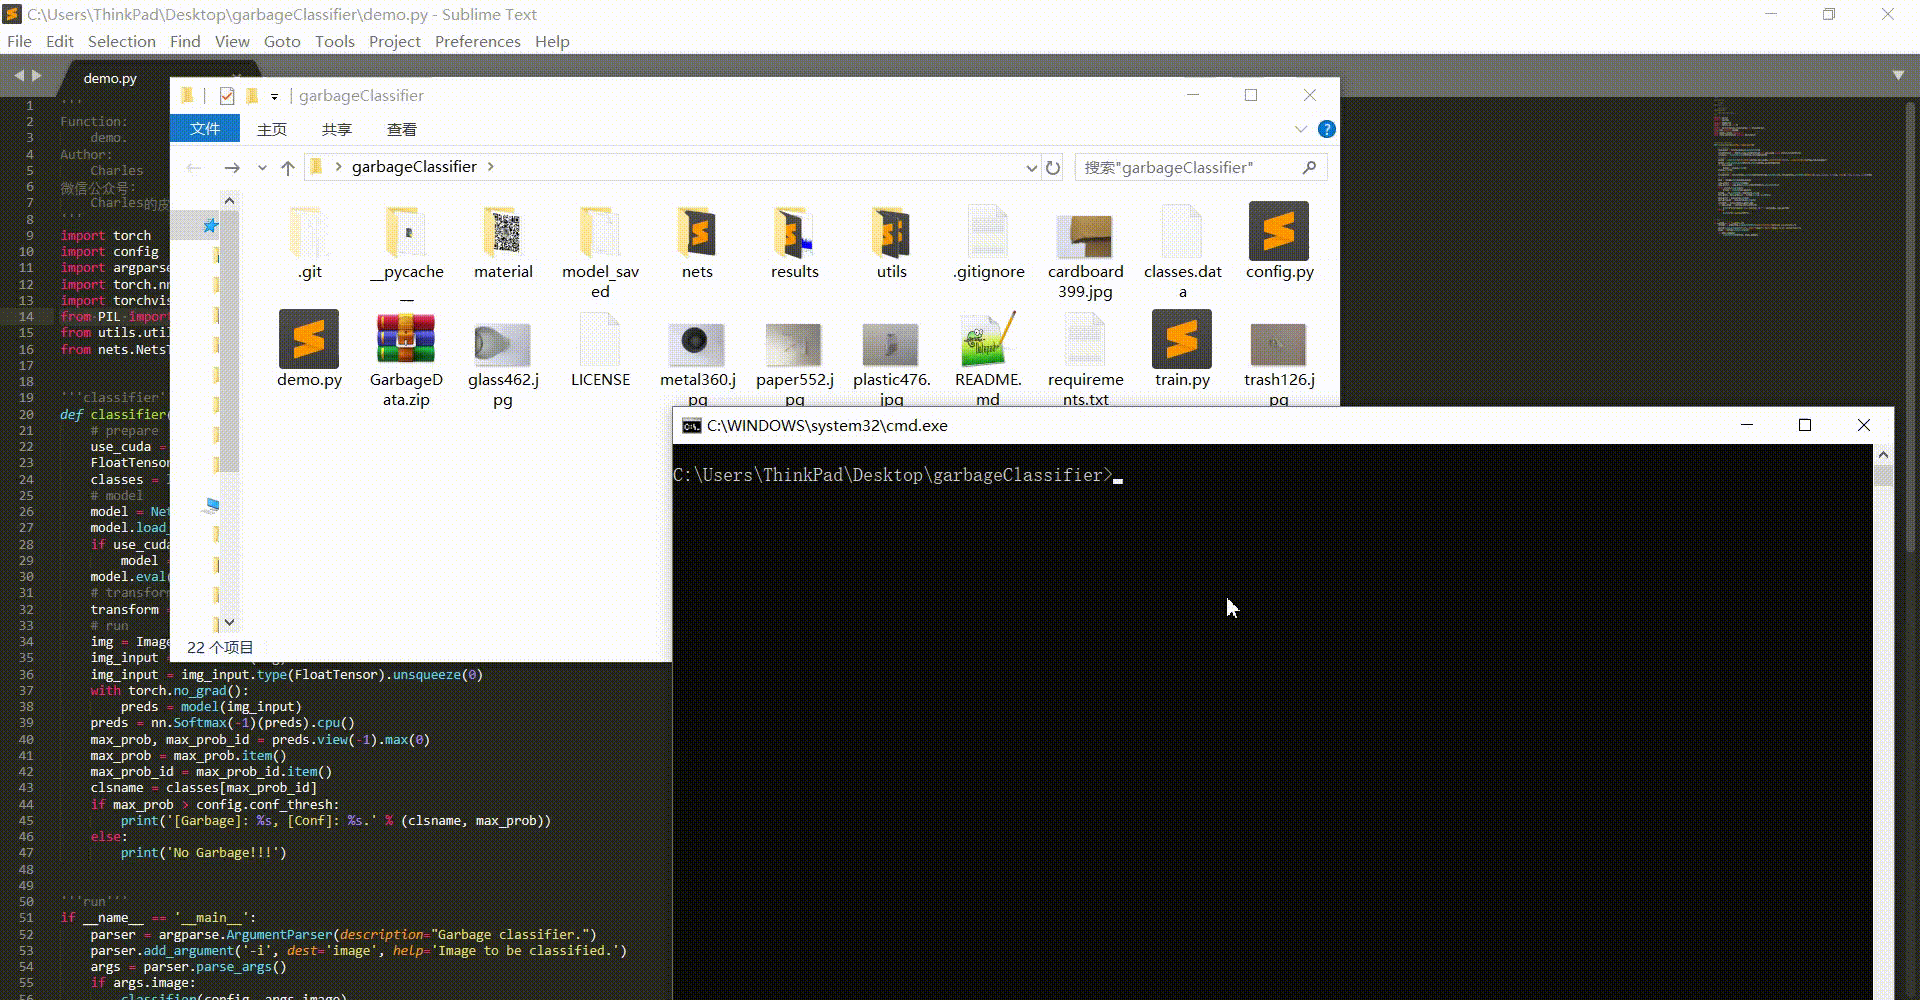 C:\Users\ThinkPad\Desktop\garbageClassifier\demo.py - Sublime Text
File Edit Selection Find View Goto Tools Project Preferences Help
demo.py
1 '''
2 Function:
3 demo.
4 Author:
5 Charles
6 微信公众号:
7 Charles的皮
8 '''
9 import torch
10 import config
11 import argparse
12 import torch.nn
13 import torchvis
14 from PIL import
15 from utils.util
16 from nets.Nets
17
18
19 '''classifier'
20 def classifier(
21 # prepare
22 use_cuda =
23 FloatTensor
24 classes =
25 # model
26 model = Net
27 model.load_
28 if use_cuda
29 model =
30 model.eval(
31 # transform
32 transform =
33 # run
34 img = Image
35 img_input
36 img_input = img_input.type(FloatTensor).unsqueeze(0)
37 with torch.no_grad():
38 preds = model(img_input)
39 preds = nn.Softmax(-1)(preds).cpu()
40 max_prob, max_prob_id = preds.view(-1).max(0)
41 max_prob = max_prob.item()
42 max_prob_id = max_prob_id.item()
43 clsname = classes[max_prob_id]
44 if max_prob > config.conf_thresh:
45 print('[Garbage]: %s, [Conf]: %s.' % (clsname, max_prob))
46 else:
47 print('No Garbage!!!')
48
49
50 '''run'''
51 if __name__ == '__main__':
52 parser = argparse.ArgumentParser(description="Garbage classifier.")
53 parser.add_argument('-i', dest='image', help='Image to be classified.')
54 args = parser.parse_args()
55 if args.image:
56 classifier(config, args.image)
garbageClassifier
文件 主页 共享 查看
garbageClassifier
搜索"garbageClassifier"
.git __pycache__ material model_saved nets results utils .gitignore cardboard399.jpg classes.data config.py
demo.py GarbageData.zip glass462.jpg LICENSE metal360.jpg paper552.jpg plastic476.jpg README.md requirements.txt train.py trash126.jpg
22 个项目
C:\WINDOWS\system32\cmd.exe
C:\Users\ThinkPad\Desktop\garbageClassifier>